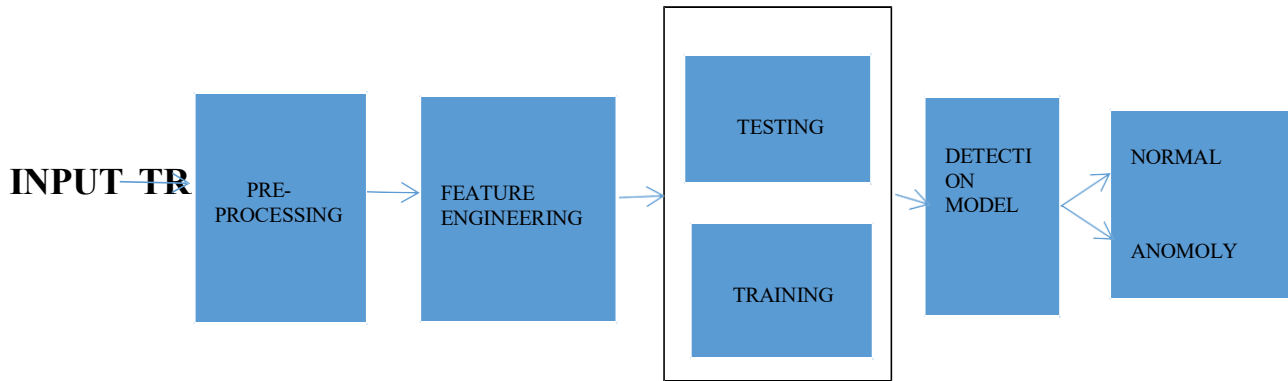 INPUT TR
PRE-
PROCESSING
FEATURE
ENGINEERING
TESTING
TRAINING
DETECTI
ON
MODEL
NORMAL
ANOMOLY